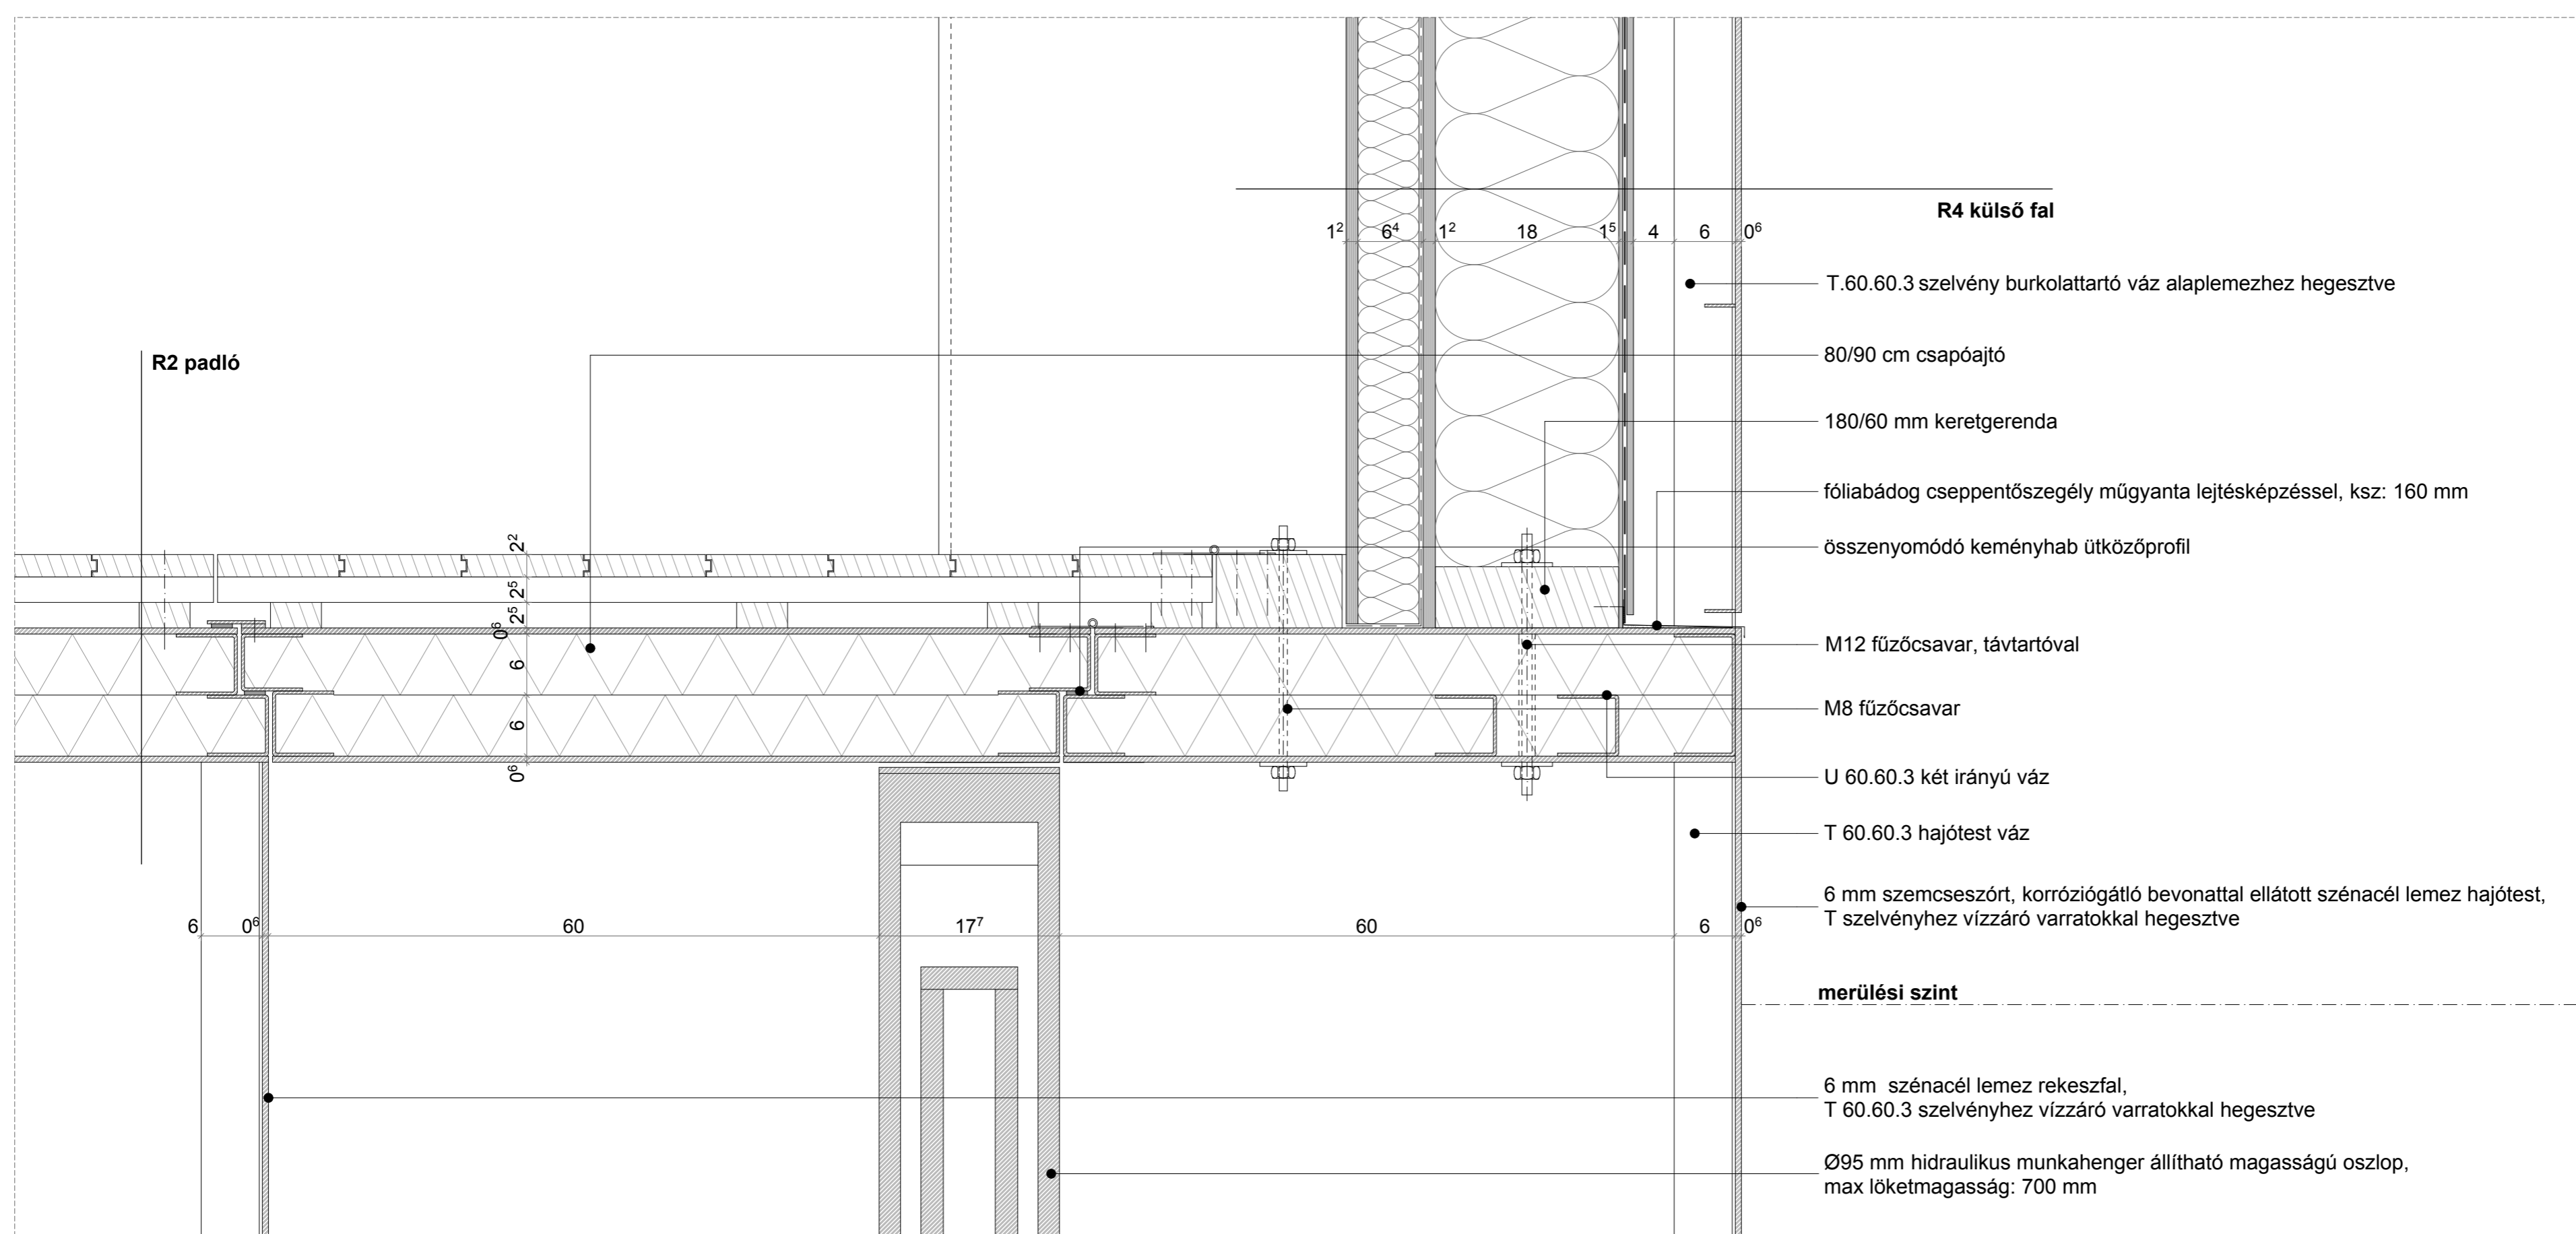 R4 külső fal
1² 6⁴ 1² 18 1⁵ 4 6 0⁶
T.60.60.3 szelvény burkolattartó váz alaplemezhez hegesztve
R2 padló
80/90 cm csapóajtó
180/60 mm keretgerenda
fóliabádog cseppentőszegély műgyanta lejtésképzéssel, ksz: 160 mm
összenyomódó keményhab ütközőprofil
2²
2⁵
2⁵
0⁶
6
6
0⁶
M12 fűzőcsavar, távtartóval
M8 fűzőcsavar
U 60.60.3 két irányú váz
T 60.60.3 hajótest váz
6 mm szemcseszórt, korróziógátló bevonattal ellátott szénacél lemez hajótest,
T szelvényhez vízzáró varratokkal hegesztve
6 0⁶ 60 17⁷ 60 6 0⁶
merülési szint
6 mm  szénacél lemez rekeszfal,
T 60.60.3 szelvényhez vízzáró varratokkal hegesztve
Ø95 mm hidraulikus munkahenger állítható magasságú oszlop,
max löketmagasság: 700 mm